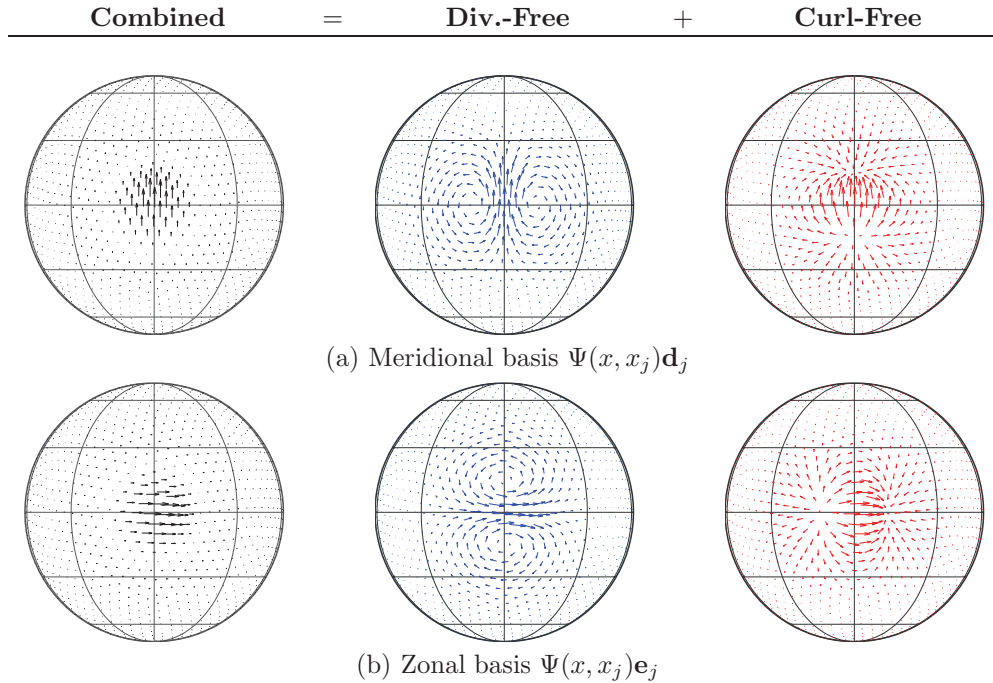 Combined = Div.-Free + Curl-Free
(a) Meridional basis Ψ(x, x_j)d_j
(b) Zonal basis Ψ(x, x_j)e_j